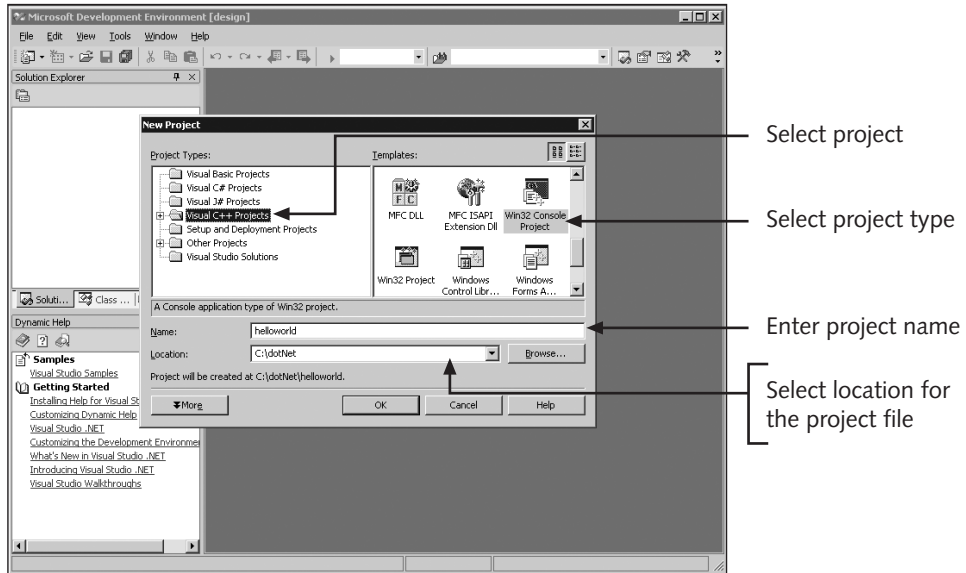 Microsoft Development Environment [design]
File Edit View Tools Window Help
Solution Explorer
New Project
Project Types:
Templates:
Visual Basic Projects
Visual C# Projects
Visual J# Projects
Visual C++ Projects
Setup and Deployment Projects
Other Projects
Visual Studio Solutions
MFC DLL
MFC ISAPI
Extension Dll
Win32 Console
Project
Win32 Project
Windows
Control Libr...
Windows
Forms A...
A Console application type of Win32 project.
Name:
helloworld
Location:
C:\dotNet
Browse...
Project will be created at C:\dotNet\helloworld.
More
OK
Cancel
Help
Soluti...
Class ...
Dynamic Help
Samples
Visual Studio Samples
Getting Started
Installing Help for Visual St
Customizing Dynamic Help
Visual Studio .NET
Customizing the Development Environmer
What's New in Visual Studio .NET
Introducing Visual Studio .NET
Visual Studio Walkthroughs
Select project
Select project type
Enter project name
Select location for
the project file